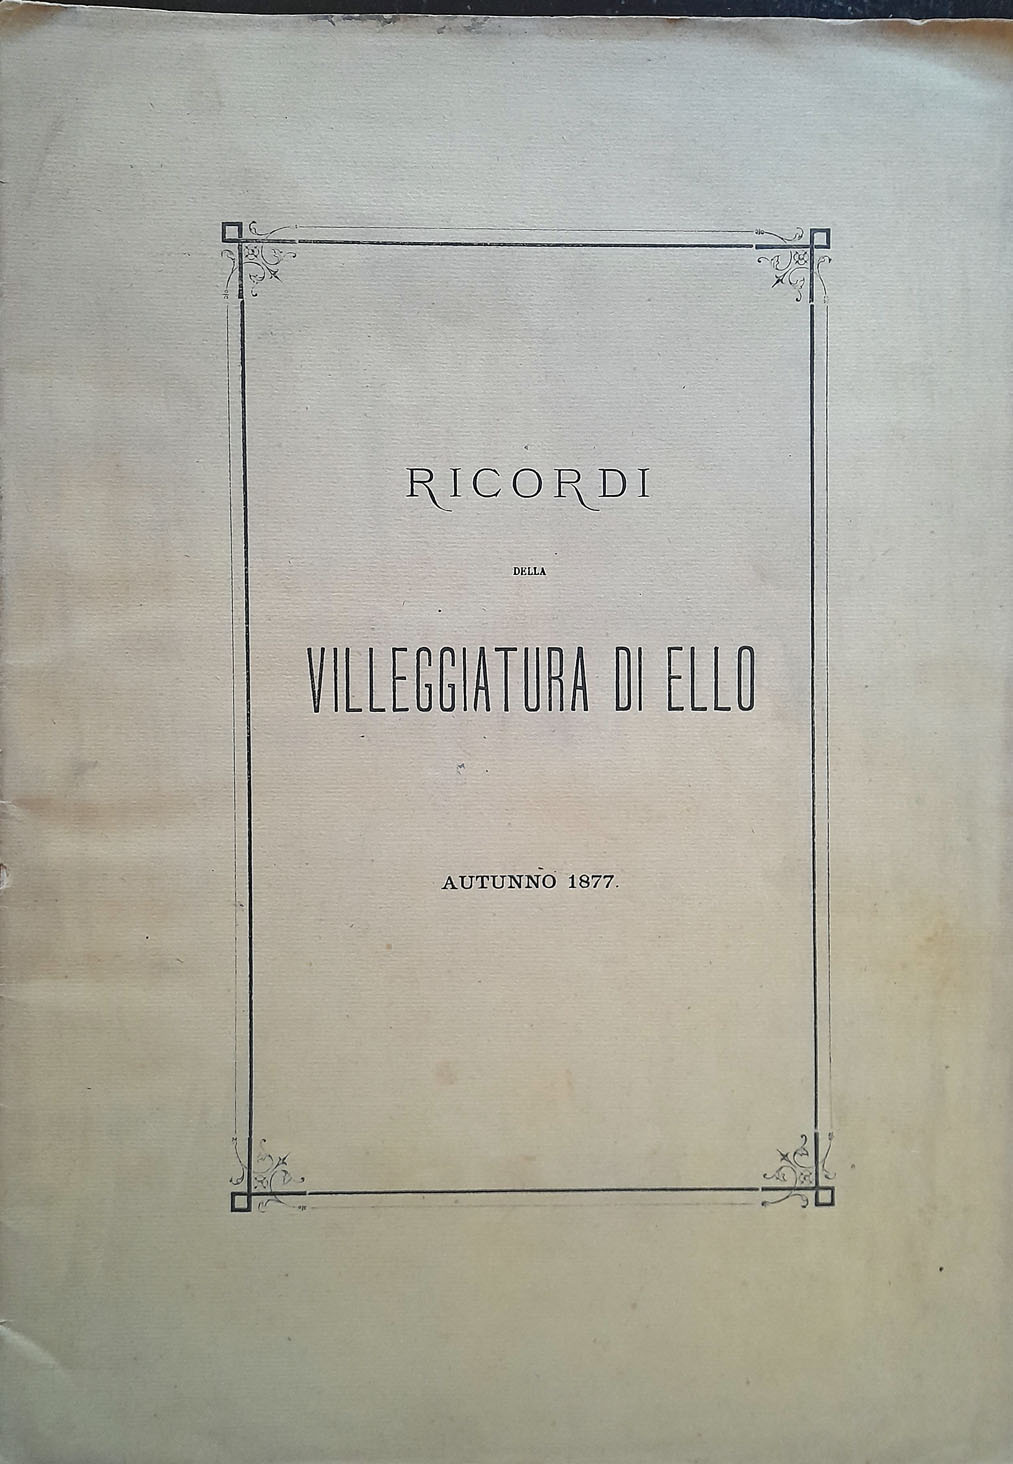 RICORDI
DELLA
VILLEGGIATURA DI ELLO
AUTUNNO 1877.